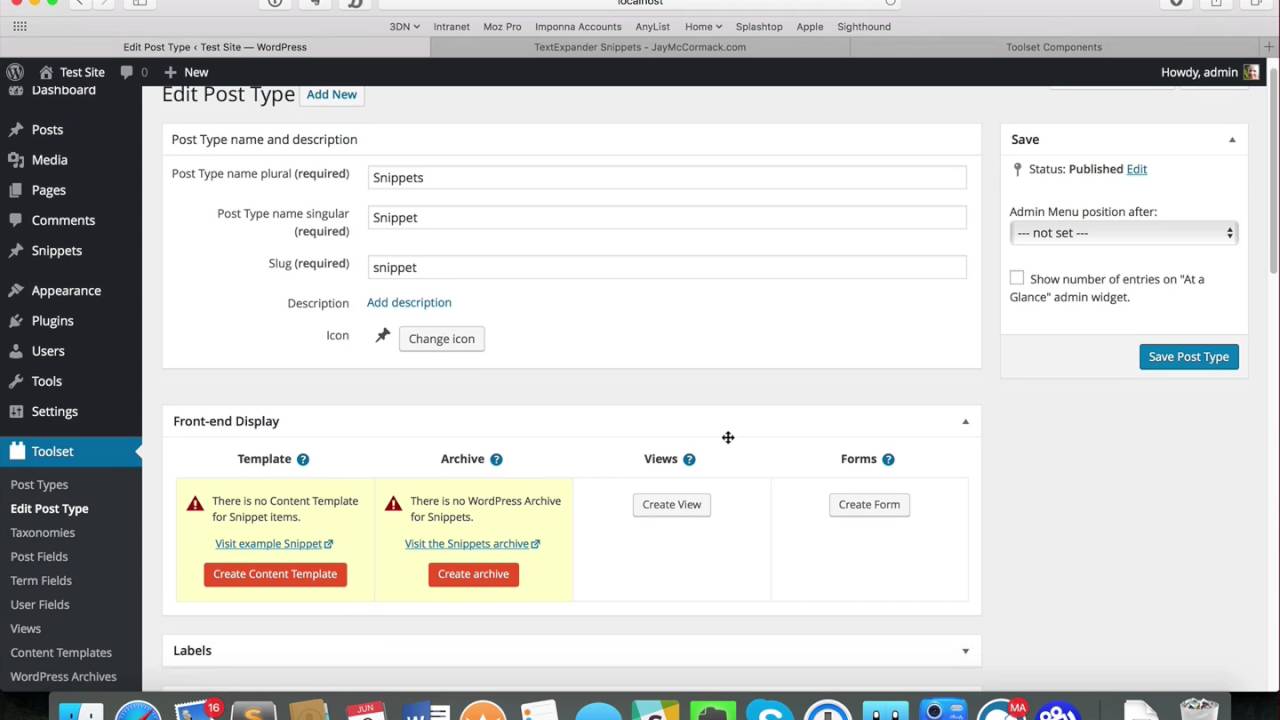 localhost
3DN Intranet Moz Pro Imponna Accounts AnyList Home Splashtop Apple Sighthound
Edit Post Type ‹ Test Site — WordPress TextExpander Snippets - JayMcCormack.com Toolset Components
Test Site 0 New Howdy, admin
Dashboard
Posts
Media
Pages
Comments
Snippets
Appearance
Plugins
Users
Tools
Settings
Toolset
Post Types
Edit Post Type
Taxonomies
Post Fields
Term Fields
User Fields
Views
Content Templates
WordPress Archives
Edit Post Type Add New
Post Type name and description
Post Type name plural (required) Snippets
Post Type name singular
(required)
Snippet
Slug (required) snippet
Description Add description
Icon Change icon
Front-end Display
Template ?
There is no Content Template
for Snippet items.
Visit example Snippet
Create Content Template
Archive ?
There is no WordPress Archive
for Snippets.
Visit the Snippets archive
Create archive
Views ?
Create View
Forms ?
Create Form
Labels
Save
Status: Published Edit
Admin Menu position after:
--- not set ---
Show number of entries on "At a
Glance" admin widget.
Save Post Type
16
JUN
MA